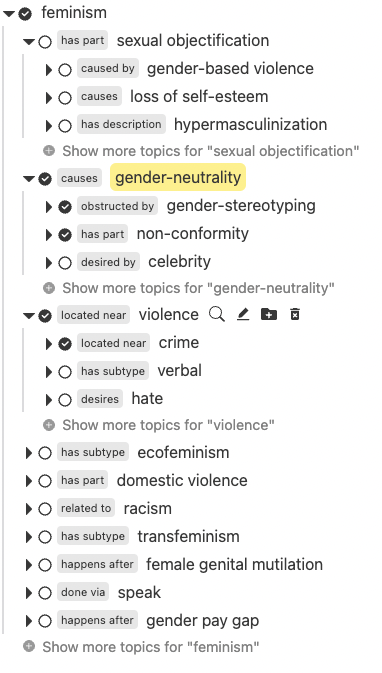 feminism
has part sexual objectification
caused by gender-based violence
causes loss of self-esteem
has description hypermasculinization
Show more topics for "sexual objectification"
causes gender-neutrality
obstructed by gender-stereotyping
has part non-conformity
desired by celebrity
Show more topics for "gender-neutrality"
located near violence
located near crime
has subtype verbal
desires hate
Show more topics for "violence"
has subtype ecofeminism
has part domestic violence
related to racism
has subtype transfeminism
happens after female genital mutilation
done via speak
happens after gender pay gap
Show more topics for "feminism"